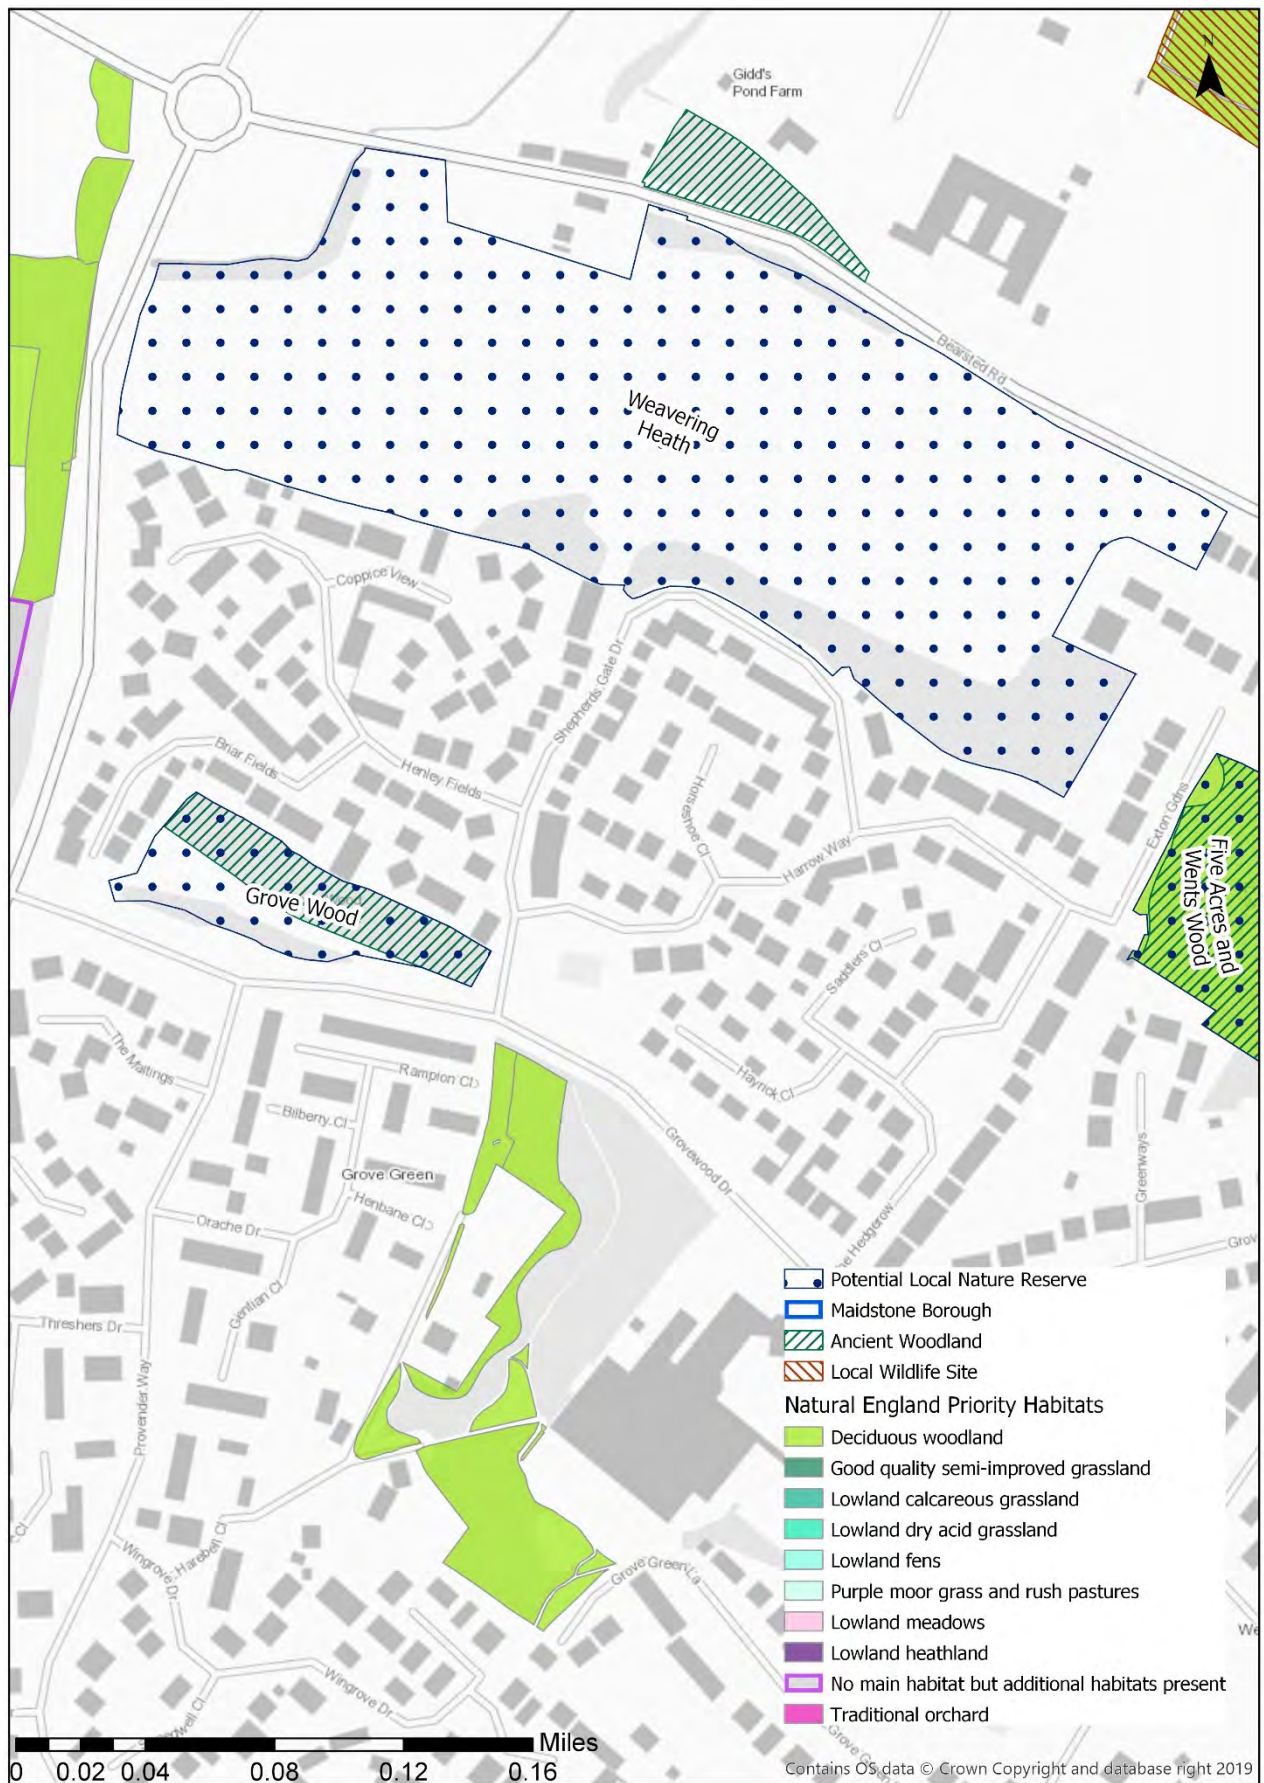 N
Gidd's
Pond Farm
Bearsted Rd
Weavering
Heath
Coppice View
Shepherds Gate Dr
Briar Fields
Henley Fields
Horseshoe Cl
Harrow Way
Exton Gdns
Five Acres and
Wents Wood
Grove Wood
Saddlers Cl
The Maltings
Rampion Cl
Hayrick Cl
Bilberry Cl
Grovewood Dr
Greenways
Grove Green
Henbane Cl
Orache Dr
Hedgerow
Grov
Gentian Cl
Threshers Dr
Provender Way
Potential Local Nature Reserve
Maidstone Borough
Ancient Woodland
Local Wildlife Site
Natural England Priority Habitats
Deciduous woodland
Good quality semi-improved grassland
Lowland calcareous grassland
Lowland dry acid grassland
Lowland fens
Purple moor grass and rush pastures
Lowland meadows
Lowland heathland
No main habitat but additional habitats present
Traditional orchard
Cl
Harebell Cl
Wingrove Dr
Grove Green La
We
Wingrove Dr
dwell Cl
Grove Green
Miles
0 0.02 0.04 0.08 0.12 0.16
Contains OS data © Crown Copyright and database right 2019